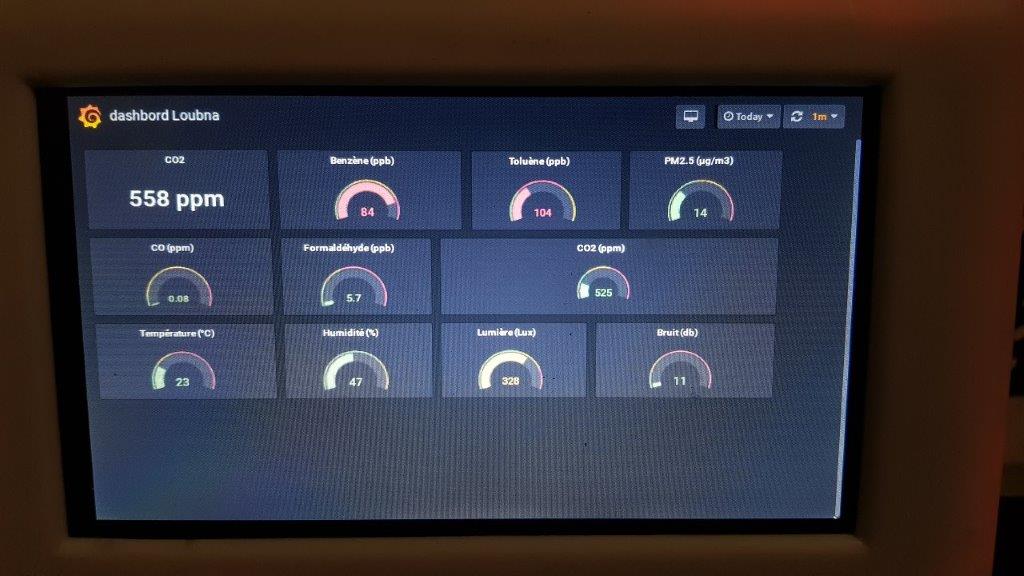 dashbord Loubna
Today
1m
CO2
558 ppm
Benzène (ppb)
84
Toluène (ppb)
104
PM2.5 (µg/m3)
14
CO (ppm)
0.08
Formaldéhyde (ppb)
5.7
CO2 (ppm)
525
Température (°C)
23
Humidité (%)
47
Lumière (Lux)
328
Bruit (db)
11